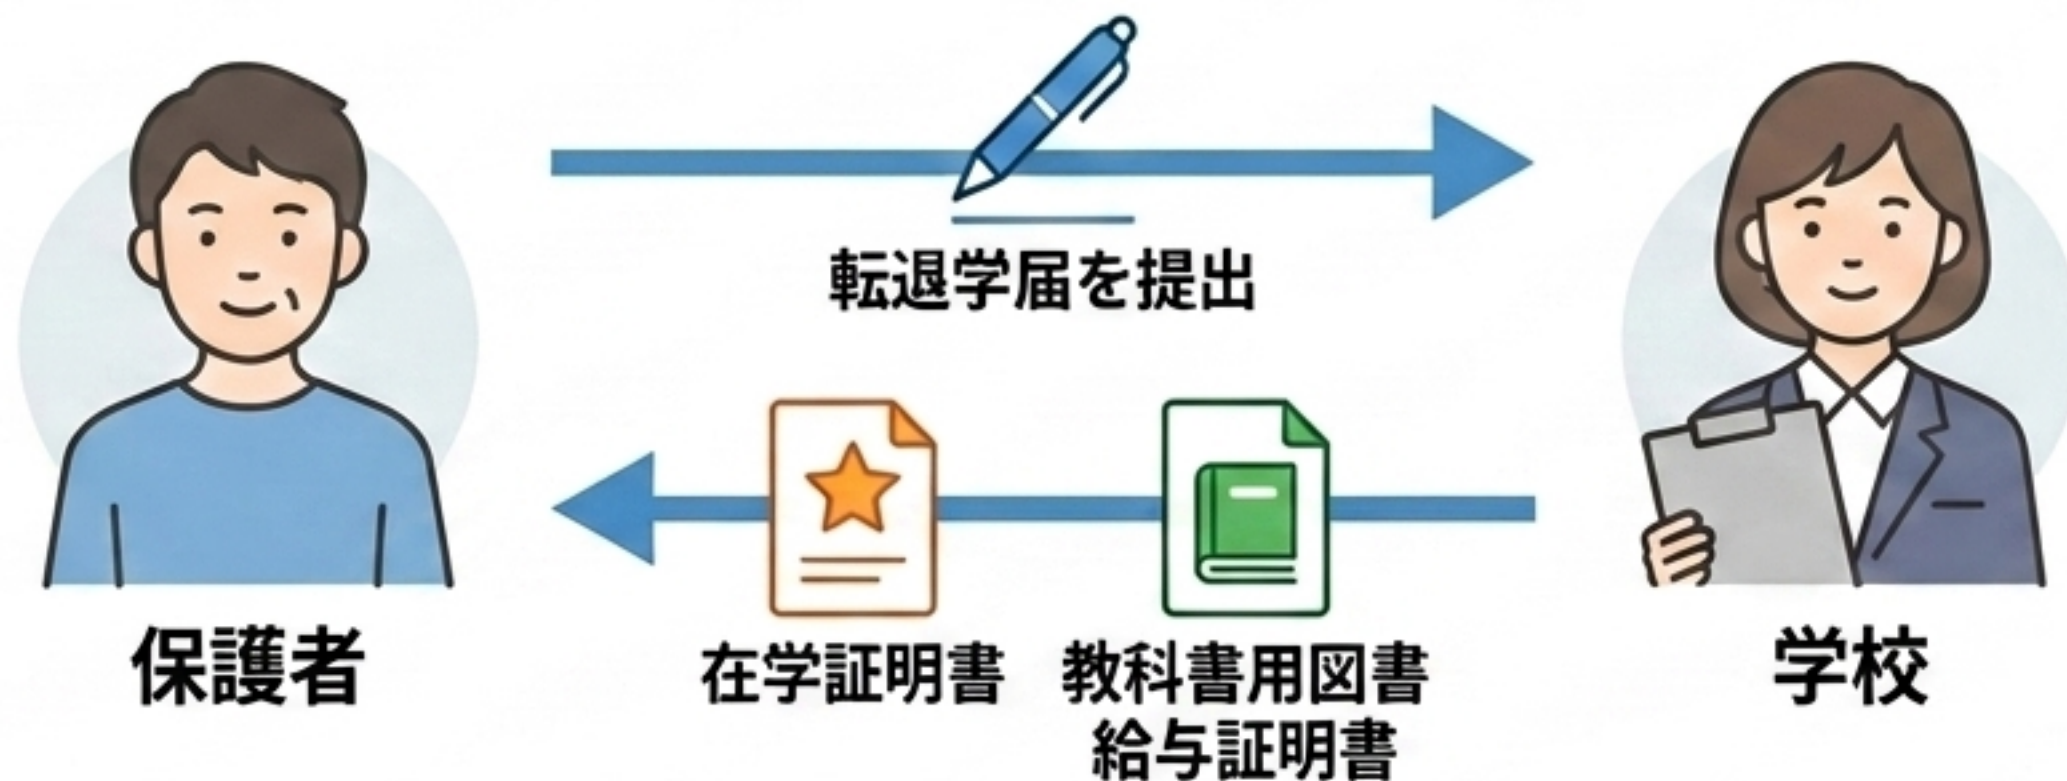 転退学届を提出
保護者
在学証明書
教科書用図書
給与証明書
学校